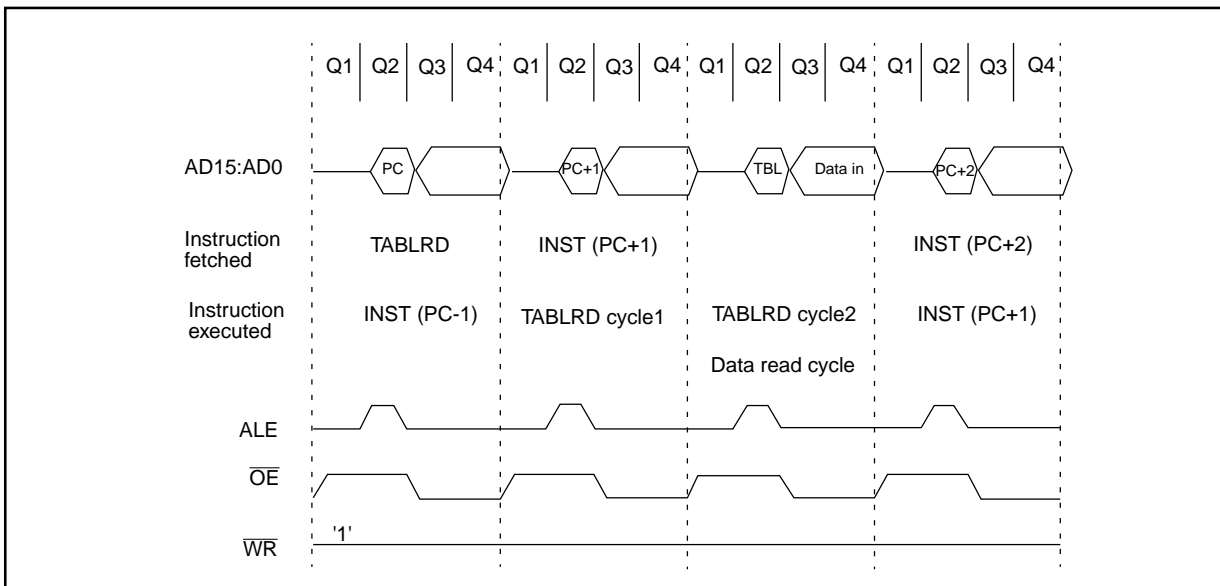 Q1 Q2 Q3 Q4 Q1 Q2 Q3 Q4 Q1 Q2 Q3 Q4 Q1 Q2 Q3 Q4
AD15:AD0 PC PC+1 TBL Data in PC+2
Instruction fetched TABLRD INST (PC+1) INST (PC+2)
Instruction executed INST (PC-1) TABLRD cycle1 TABLRD cycle2 INST (PC+1)
Data read cycle
ALE
OE
'1'
WR